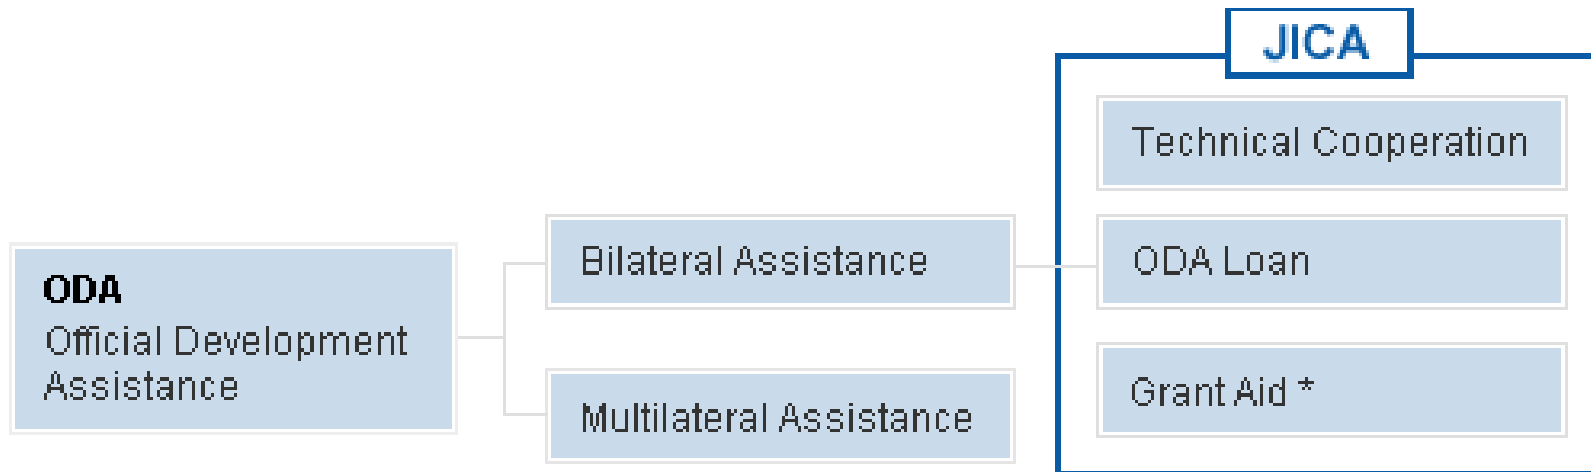 JICA
Technical Cooperation
ODA Loan
Grant Aid *
Bilateral Assistance
Multilateral Assistance
ODA
Official Development
Assistance